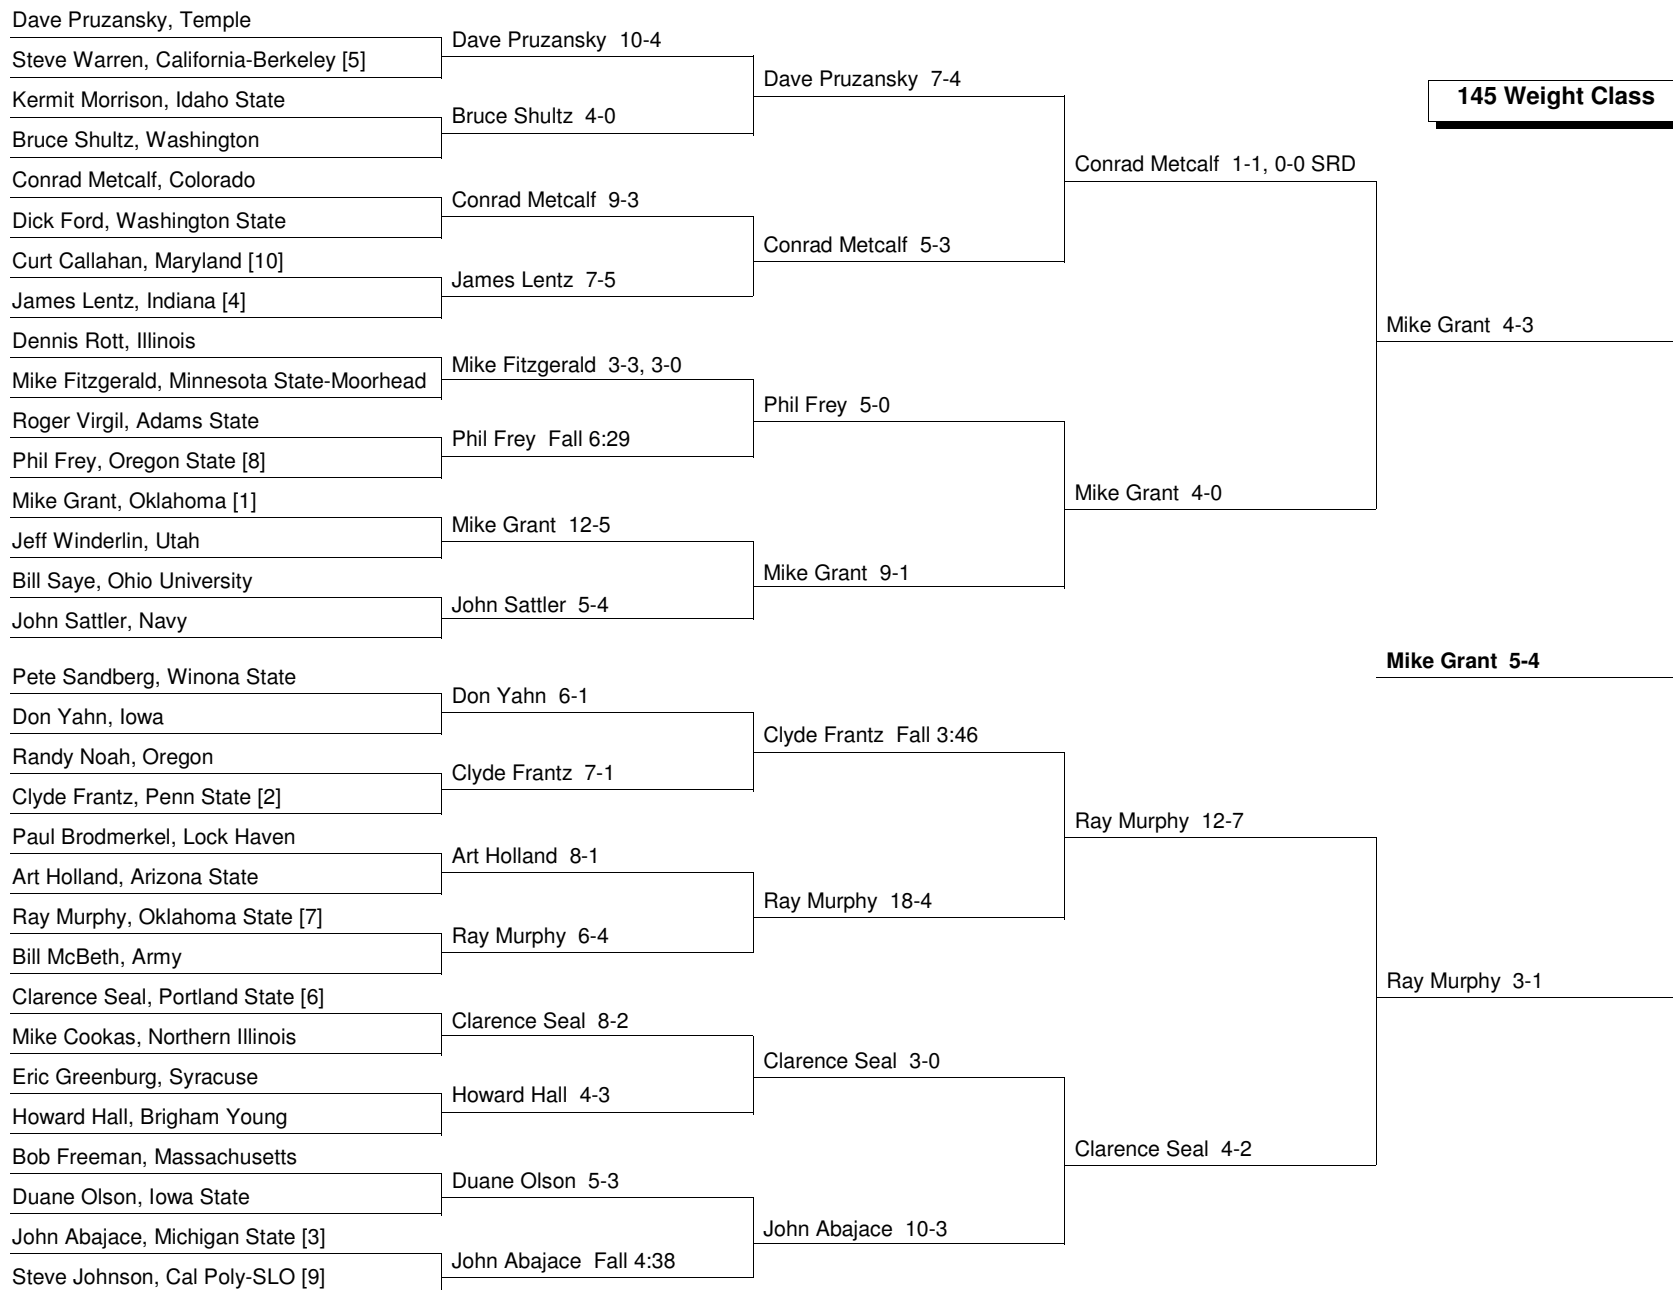 Dave Pruzansky, Temple
Steve Warren, California-Berkeley [5]
Kermit Morrison, Idaho State
Bruce Shultz, Washington
Conrad Metcalf, Colorado
Dick Ford, Washington State
Curt Callahan, Maryland [10]
James Lentz, Indiana [4]
Dennis Rott, Illinois
Mike Fitzgerald, Minnesota State-Moorhead
Roger Virgil, Adams State
Phil Frey, Oregon State [8]
Mike Grant, Oklahoma [1]
Jeff Winderlin, Utah
Bill Saye, Ohio University
John Sattler, Navy
Pete Sandberg, Winona State
Don Yahn, Iowa
Randy Noah, Oregon
Clyde Frantz, Penn State [2]
Paul Brodmerkel, Lock Haven
Art Holland, Arizona State
Ray Murphy, Oklahoma State [7]
Bill McBeth, Army
Clarence Seal, Portland State [6]
Mike Cookas, Northern Illinois
Eric Greenburg, Syracuse
Howard Hall, Brigham Young
Bob Freeman, Massachusetts
Duane Olson, Iowa State
John Abajace, Michigan State [3]
Steve Johnson, Cal Poly-SLO [9]
Dave Pruzansky 10-4
Bruce Shultz 4-0
Conrad Metcalf 9-3
James Lentz 7-5
Mike Fitzgerald 3-3, 3-0
Phil Frey Fall 6:29
Mike Grant 12-5
John Sattler 5-4
Don Yahn 6-1
Clyde Frantz 7-1
Art Holland 8-1
Ray Murphy 6-4
Clarence Seal 8-2
Howard Hall 4-3
Duane Olson 5-3
John Abajace Fall 4:38
Dave Pruzansky 7-4
Conrad Metcalf 5-3
Phil Frey 5-0
Mike Grant 9-1
Clyde Frantz Fall 3:46
Ray Murphy 18-4
Clarence Seal 3-0
John Abajace 10-3
Conrad Metcalf 1-1, 0-0 SRD
Mike Grant 4-0
Ray Murphy 12-7
Clarence Seal 4-2
145 Weight Class
Mike Grant 4-3
Mike Grant 5-4
Ray Murphy 3-1